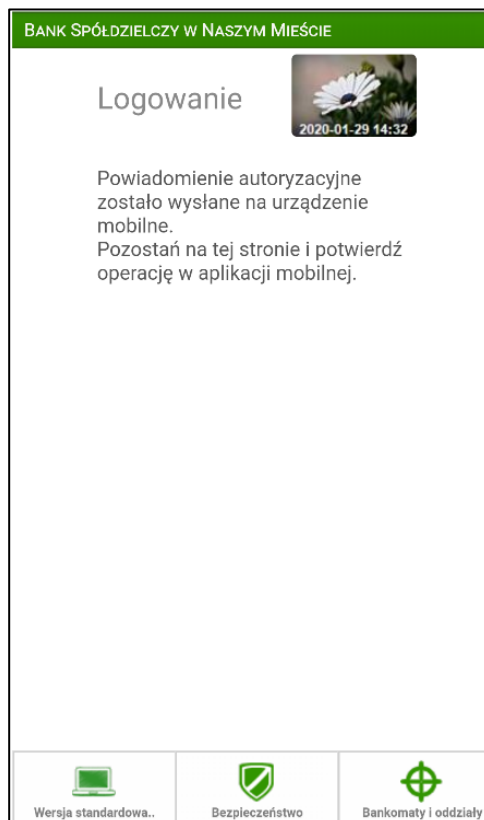 BANK SPÓŁDZIELCZY W NASZYM MIEŚCIE
Logowanie
2020-01-29 14:32
Powiadomienie autoryzacyjne
zostało wysłane na urządzenie
mobilne.
Pozostań na tej stronie i potwierdź
operację w aplikacji mobilnej.
Wersja standardowa..
Bezpieczeństwo
Bankomaty i oddziały